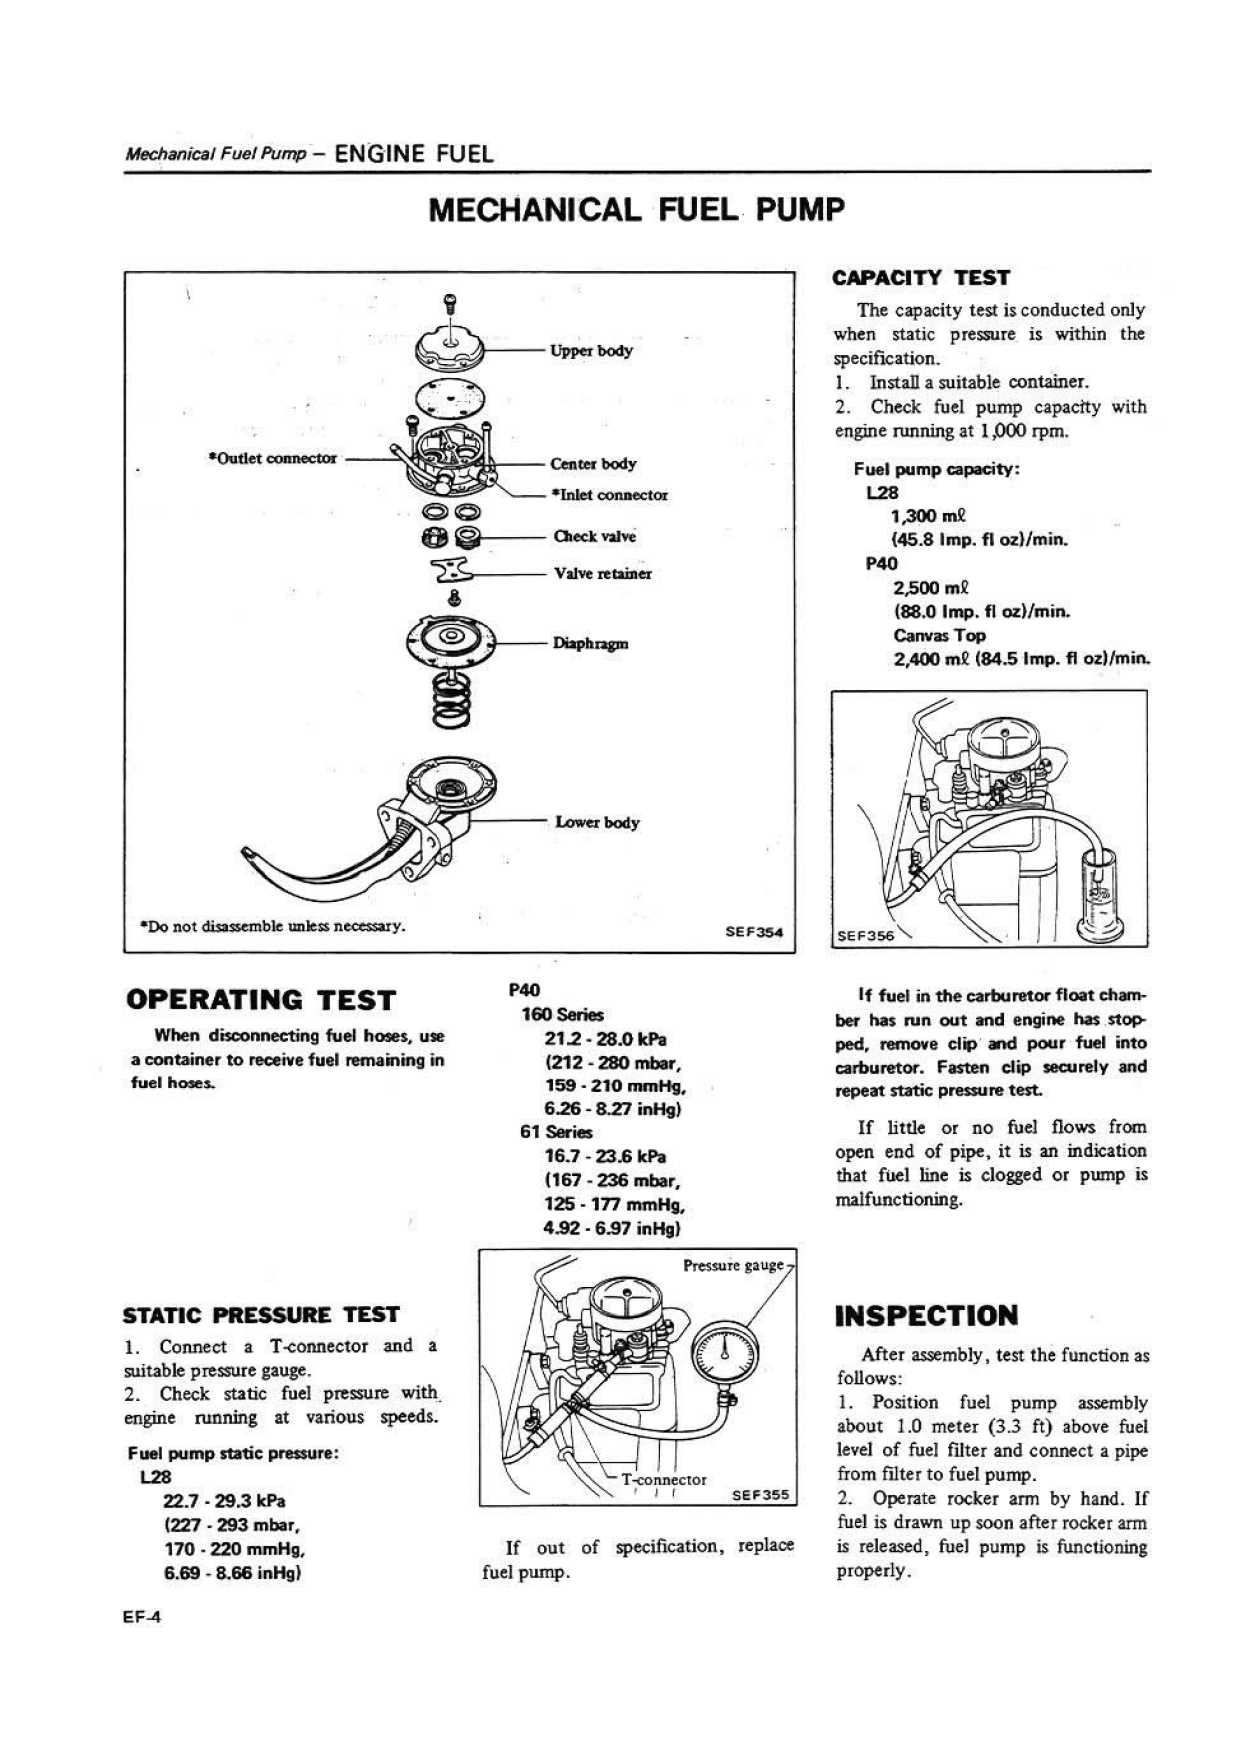 Mechanical Fuel Pump – ENGINE FUEL
MECHANICAL FUEL PUMP
Upper body
*Outlet connector
Center body
*Inlet connector
Check valve
Valve retainer
Diaphragm
Lower body
*Do not disassemble unless necessary.
SEF354
OPERATING TEST
When disconnecting fuel hoses, use
a container to receive fuel remaining in
fuel hoses.
STATIC PRESSURE TEST
1. Connect a T-connector and a
suitable pressure gauge.
2. Check static fuel pressure with
engine running at various speeds.
Fuel pump static pressure:
L28
22.7 - 29.3 kPa
(227 - 293 mbar,
170 - 220 mmHg,
6.69 - 8.66 inHg)
P40
160 Series
21.2 - 28.0 kPa
(212 - 280 mbar,
159 - 210 mmHg,
6.26 - 8.27 inHg)
61 Series
16.7 - 23.6 kPa
(167 - 236 mbar,
125 - 177 mmHg,
4.92 - 6.97 inHg)
Pressure gauge
T-connector
SEF355
If out of specification, replace
fuel pump.
CAPACITY TEST
The capacity test is conducted only
when static pressure is within the
specification.
1. Install a suitable container.
2. Check fuel pump capacity with
engine running at 1,000 rpm.
Fuel pump capacity:
L28
1,300 mℓ
(45.8 Imp. fl oz)/min.
P40
2,500 mℓ
(88.0 Imp. fl oz)/min.
Canvas Top
2,400 mℓ (84.5 Imp. fl oz)/min.
SEF356
If fuel in the carburetor float cham-
ber has run out and engine has stop-
ped, remove clip and pour fuel into
carburetor. Fasten clip securely and
repeat static pressure test.
If little or no fuel flows from
open end of pipe, it is an indication
that fuel line is clogged or pump is
malfunctioning.
INSPECTION
After assembly, test the function as
follows:
1. Position fuel pump assembly
about 1.0 meter (3.3 ft) above fuel
level of fuel filter and connect a pipe
from filter to fuel pump.
2. Operate rocker arm by hand. If
fuel is drawn up soon after rocker arm
is released, fuel pump is functioning
properly.
EF-4